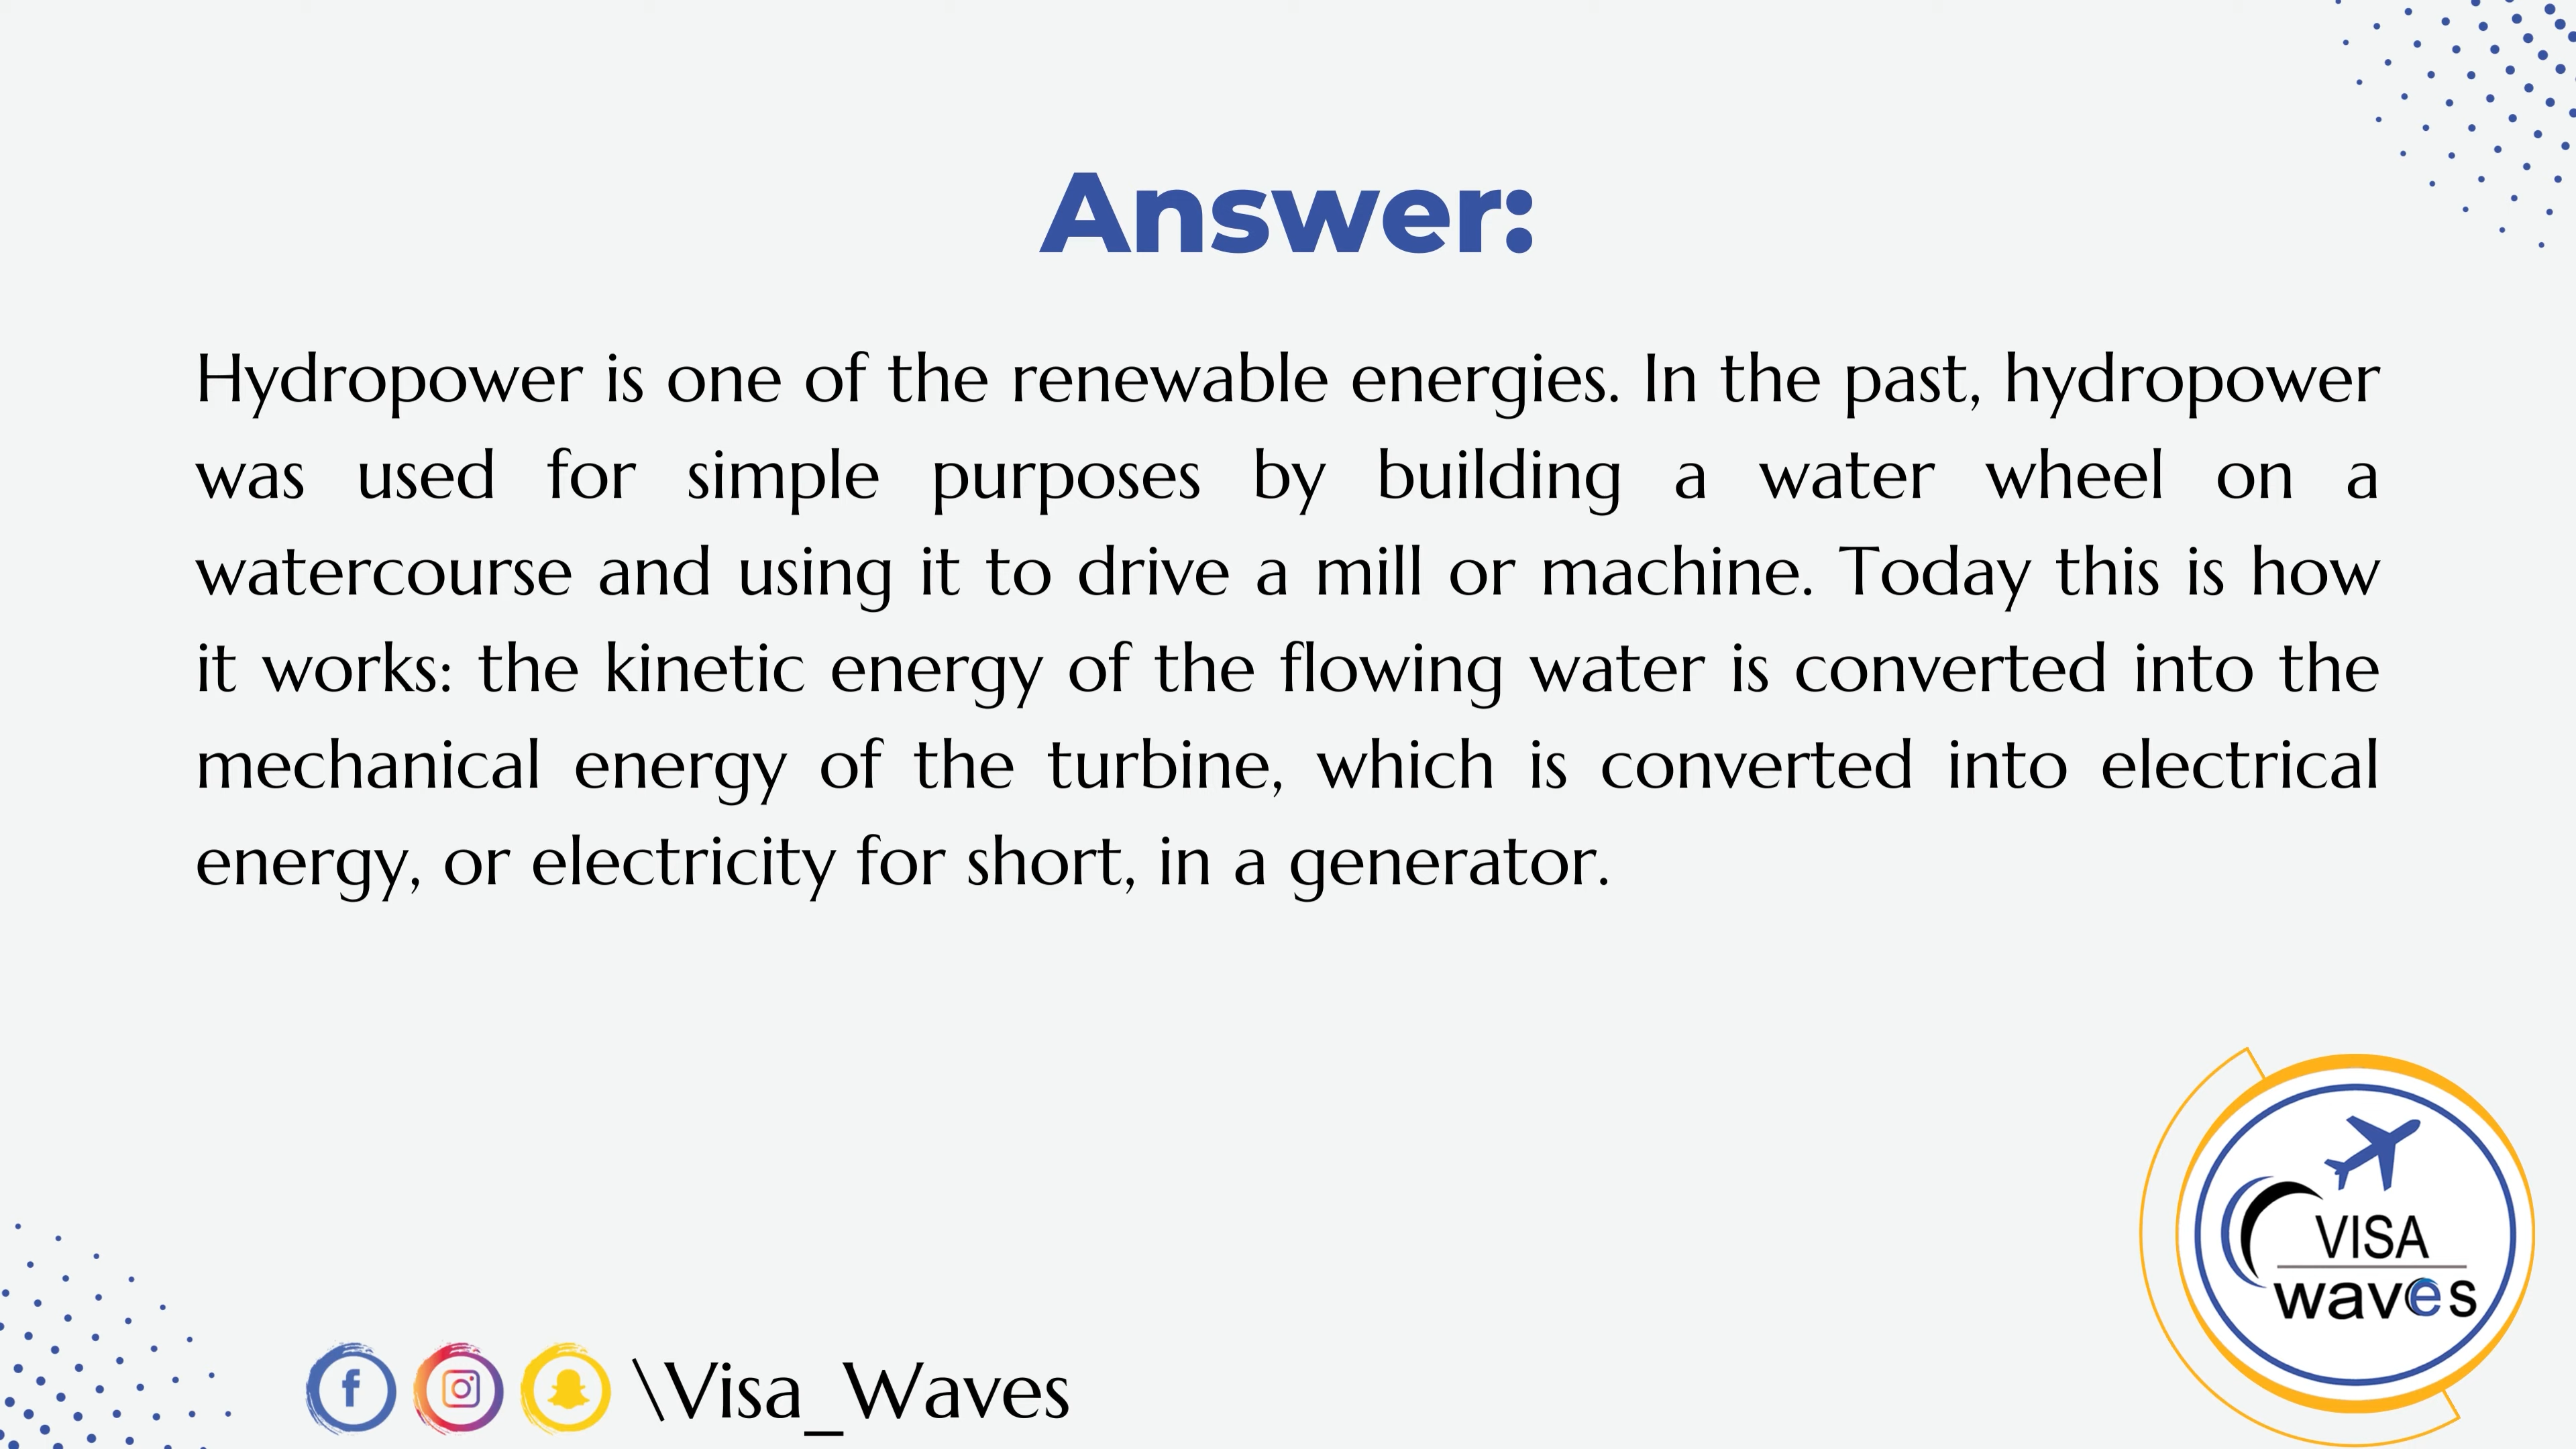 Answer:
Hydropower is one of the renewable energies. In the past, hydropower
was used for simple purposes by building a water wheel on a
watercourse and using it to drive a mill or machine. Today this is how
it works: the kinetic energy of the flowing water is converted into the
mechanical energy of the turbine, which is converted into electrical
energy, or electricity for short, in a generator.
VISA
waves
\Visa_Waves